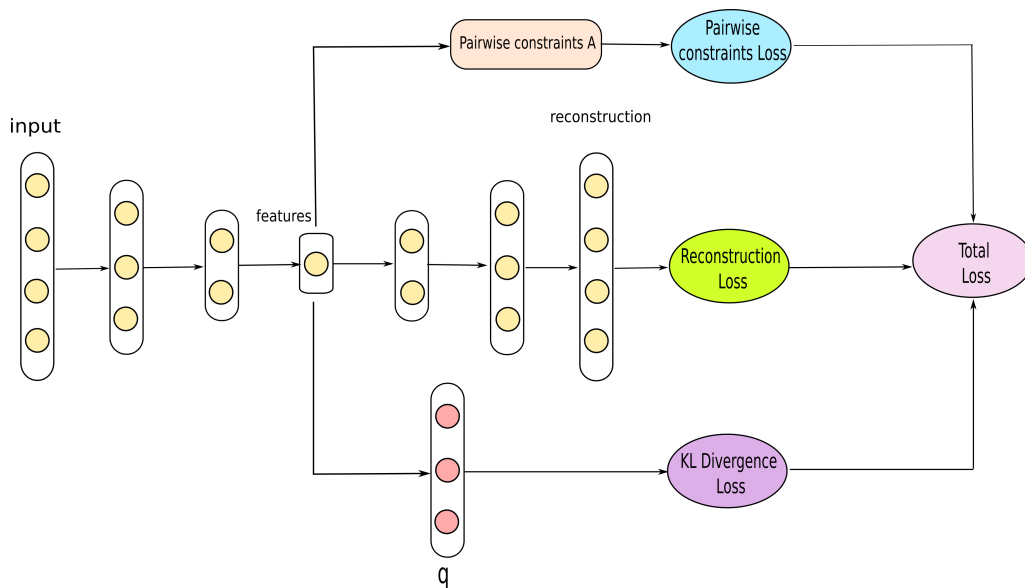 Pairwise constraints A
Pairwise
constraints Loss
reconstruction
input
features
Reconstruction
Loss
Total
Loss
KL Divergence
Loss
q